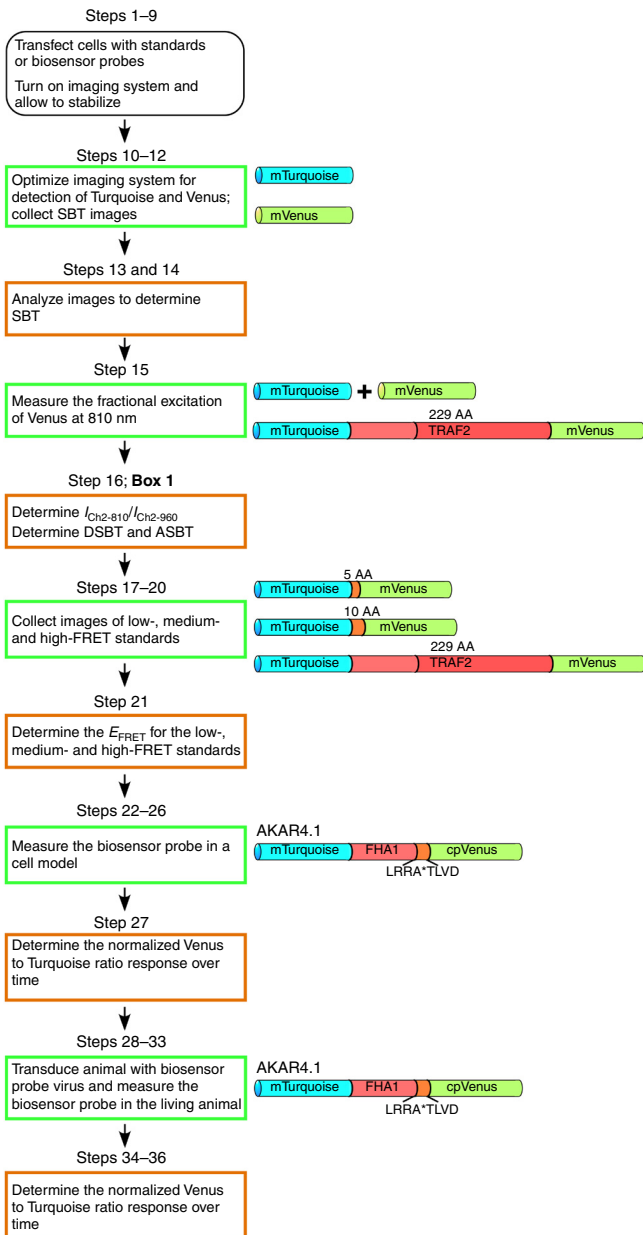 Steps 1–9
Transfect cells with standards
or biosensor probes
Turn on imaging system and
allow to stabilize
Steps 10–12
Optimize imaging system for
detection of Turquoise and Venus;
collect SBT images
mTurquoise
mVenus
Steps 13 and 14
Analyze images to determine
SBT
Step 15
Measure the fractional excitation
of Venus at 810 nm
mTurquoise + mVenus
229 AA
mTurquoise TRAF2 mVenus
Step 16; Box 1
Determine I_Ch2-810/I_Ch2-960
Determine DSBT and ASBT
Steps 17–20
Collect images of low-, medium-
and high-FRET standards
5 AA
mTurquoise mVenus
10 AA
mTurquoise mVenus
229 AA
mTurquoise TRAF2 mVenus
Step 21
Determine the E_FRET for the low-,
medium- and high-FRET standards
Steps 22–26
Measure the biosensor probe in a
cell model
AKAR4.1
mTurquoise FHA1 cpVenus
LRRA*TLVD
Step 27
Determine the normalized Venus
to Turquoise ratio response over
time
Steps 28–33
Transduce animal with biosensor
probe virus and measure the
biosensor probe in the living animal
AKAR4.1
mTurquoise FHA1 cpVenus
LRRA*TLVD
Steps 34–36
Determine the normalized Venus
to Turquoise ratio response over
time